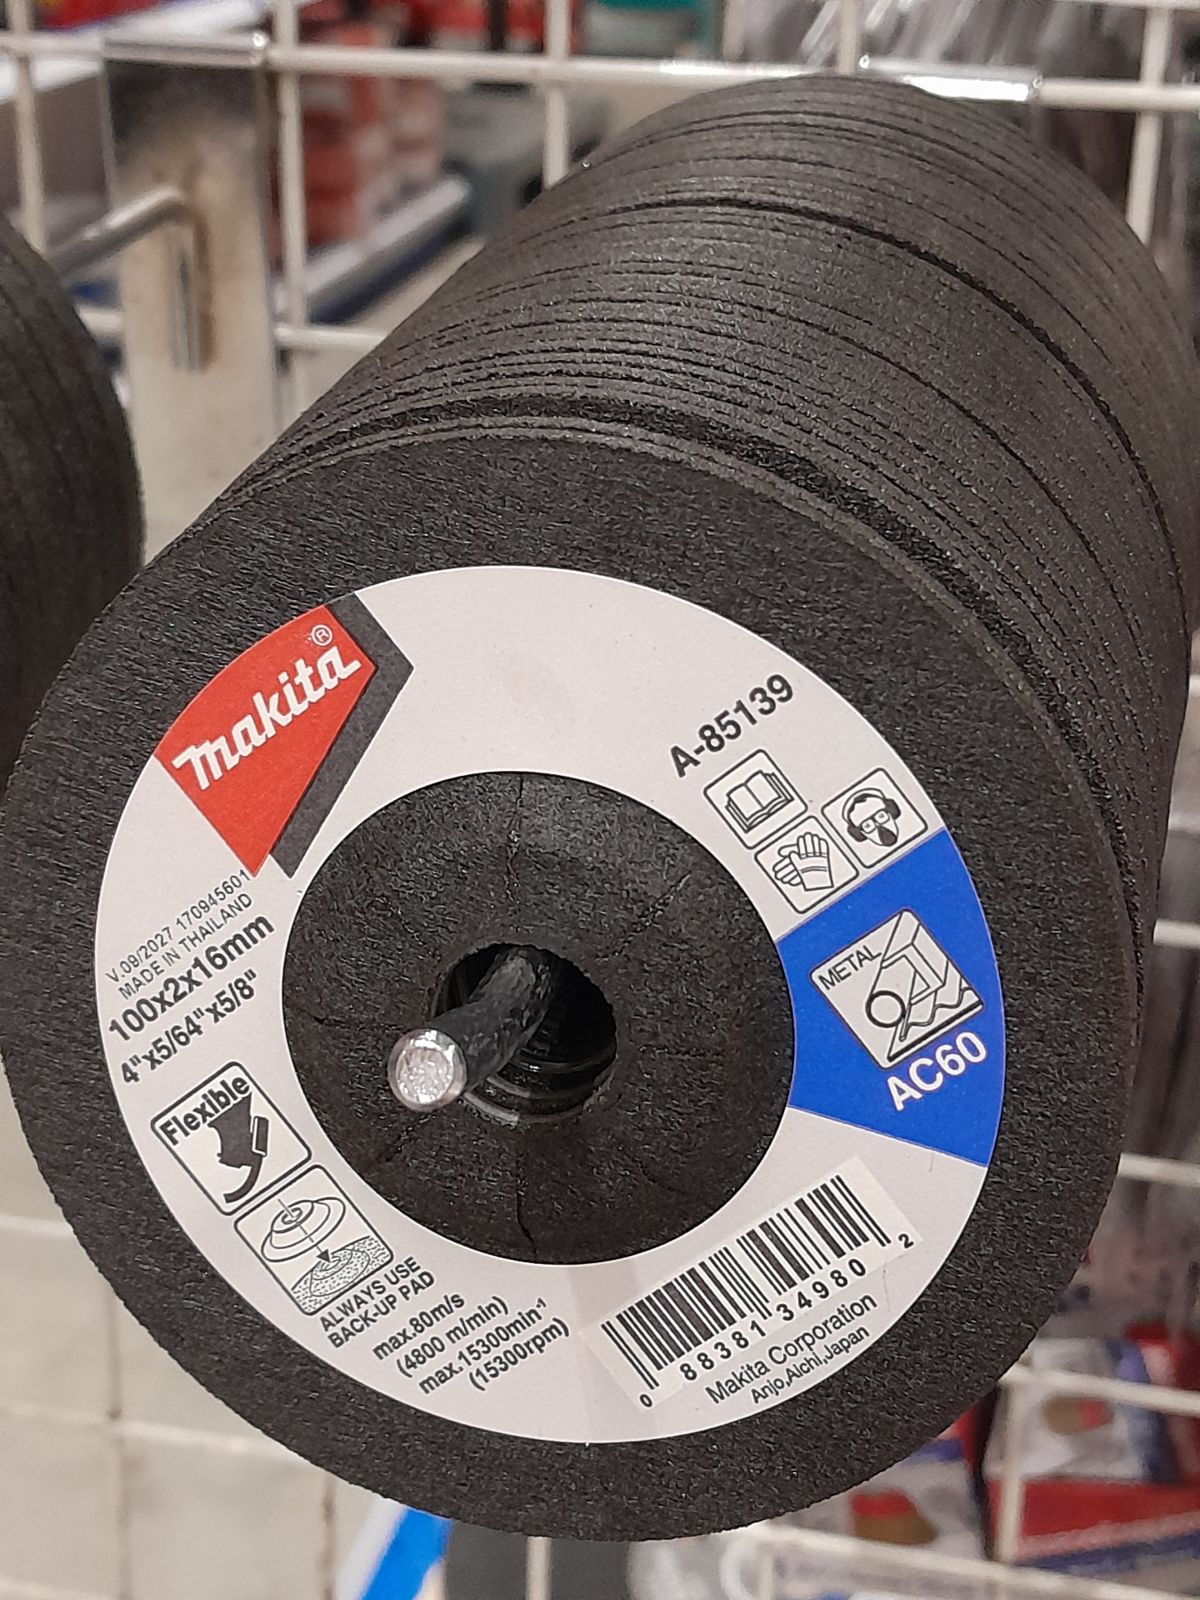 makita®
A-85139
METAL
AC60
V.09/2027 170945601
MADE IN THAILAND
100x2x16mm
4"x5/64"x5/8"
Flexible
ALWAYS USE
BACK-UP PAD
max.80m/s
(4800 m/min)
max.15300min⁻¹
(15300rpm)
0 88381 34980 2
Makita Corporation
Anjo,Aichi,Japan